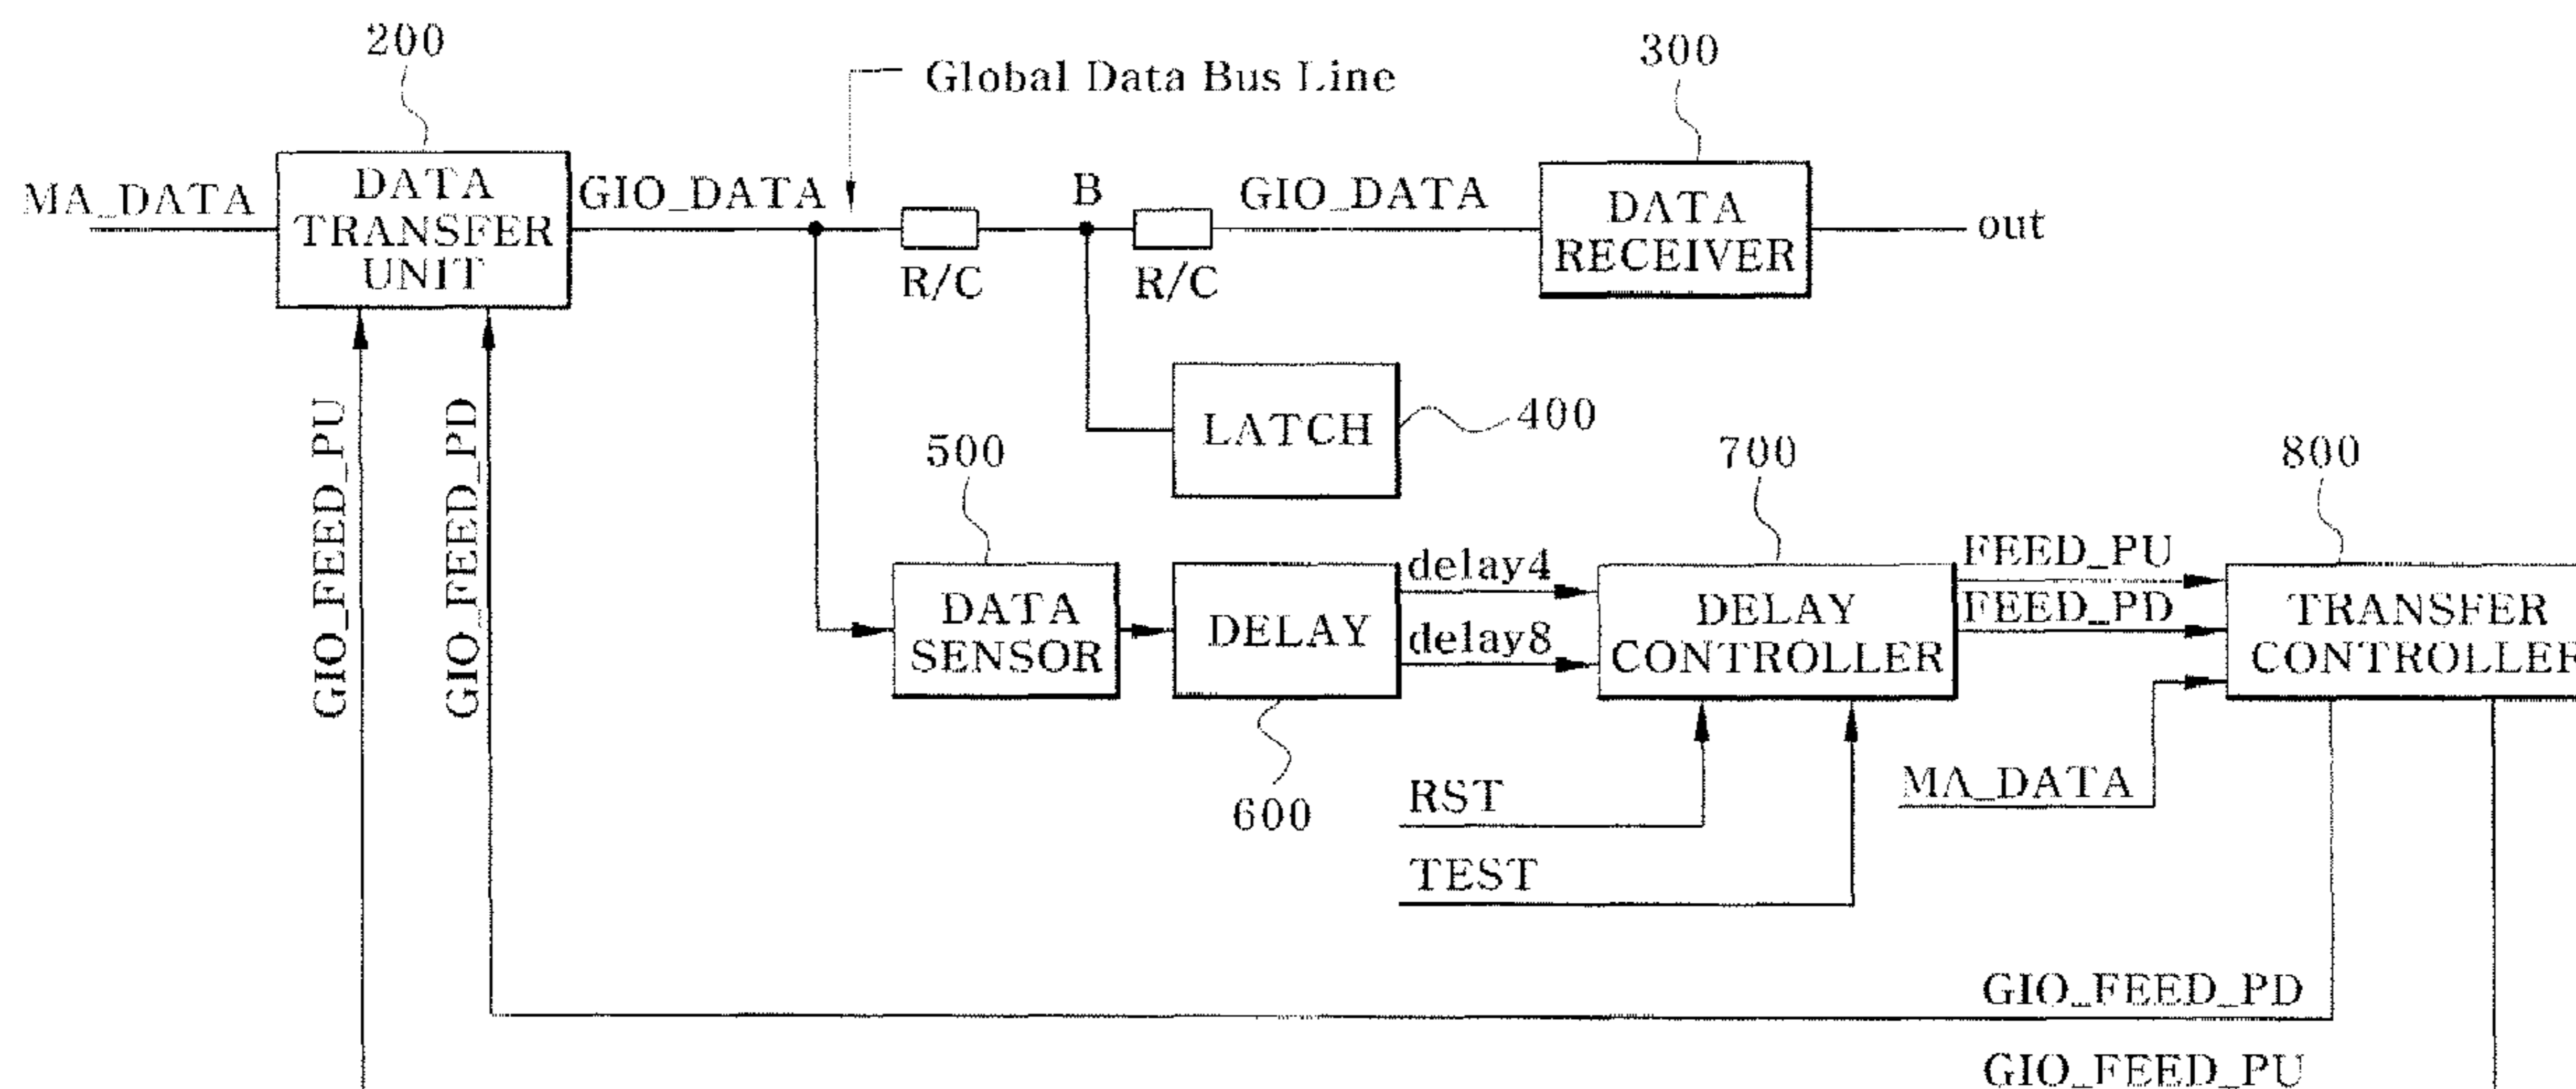 200
Global Data Bus Line
300
MA_DATA
DATA
TRANSFER
UNIT
GIO_DATA
R/C
B
R/C
GIO_DATA
DATA
RECEIVER
out
LATCH
400
GIO_FEED_PU
GIO_FEED_PD
500
DATA
SENSOR
DELAY
600
delay4
delay8
700
DELAY
CONTROLLER
FEED_PU
FEED_PD
800
TRANSFER
CONTROLLER
MA_DATA
RST
TEST
GIO_FEED_PD
GIO_FEED_PU